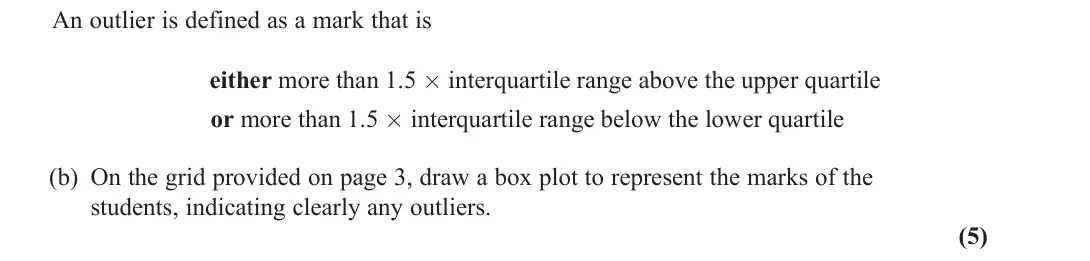 An outlier is defined as a mark that is
either more than 1.5 × interquartile range above the upper quartile
or more than 1.5 × interquartile range below the lower quartile
(b) On the grid provided on page 3, draw a box plot to represent the marks of the
students, indicating clearly any outliers.
(5)